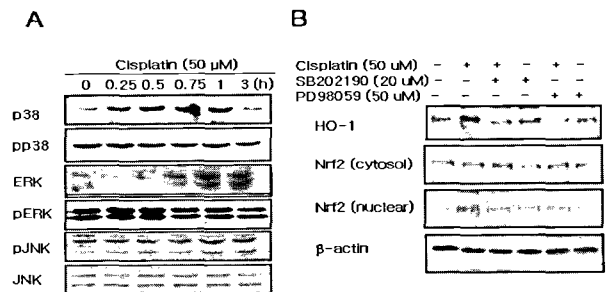 A
Cisplatin (50 μM)
0 0.25 0.5 0.75 1 3 (h)
p38
pp38
ERK
pERK
pJNK
JNK
B
Cisplatin (50 uM) - + + - + -
SB202190 (20 uM) - - + + - -
PD98059 (50 uM) - - - - + +
HO-1
Nrf2 (cytosol)
Nrf2 (nuclear)
β-actin